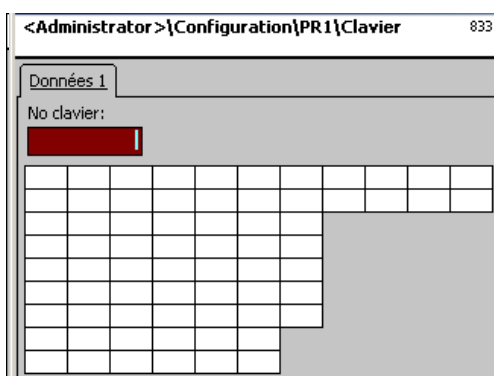 <Administrator>\Configuration\PR1\Clavier 833
Données 1
No clavier: